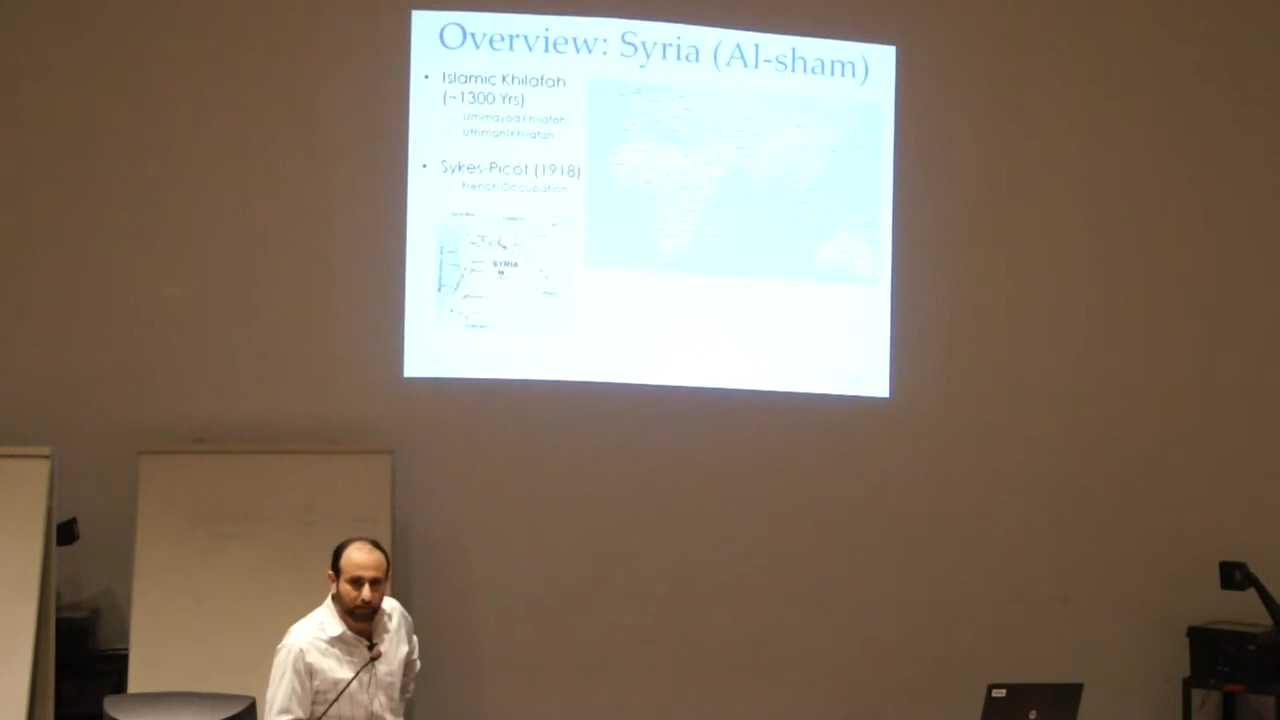 Overview: Syria (Al-sham)
• Islamic Khilafah
(~1300 Yrs)
Ummayad Khilafah
Uthmani Khilafah
• Sykes-Picot (1918)
French Occupation
SYRIA